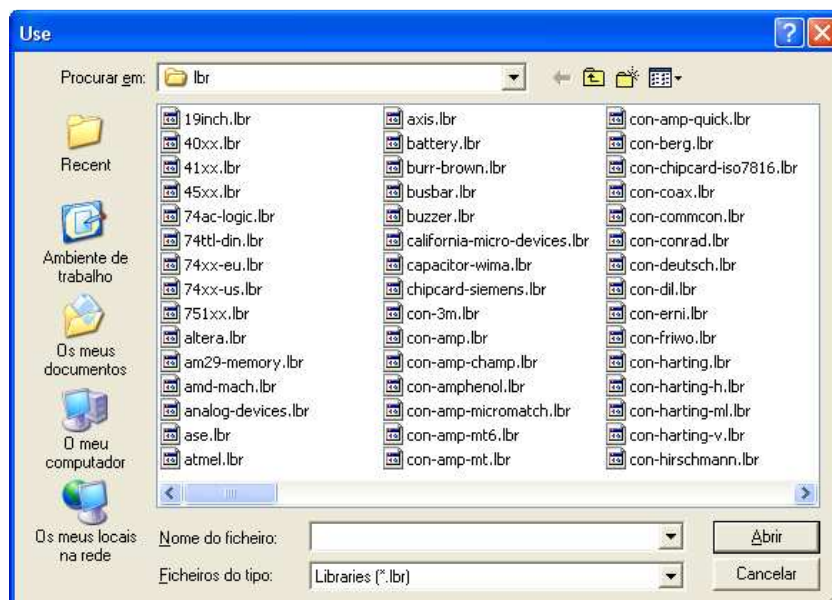 Use
Procurar em: lbr
Recent
Ambiente de
trabalho
Os meus
documentos
O meu
computador
Os meus locais
na rede
19inch.lbr
40xx.lbr
41xx.lbr
45xx.lbr
74ac-logic.lbr
74ttl-din.lbr
74xx-eu.lbr
74xx-us.lbr
751xx.lbr
altera.lbr
am29-memory.lbr
amd-mach.lbr
analog-devices.lbr
ase.lbr
atmel.lbr
axis.lbr
battery.lbr
burr-brown.lbr
busbar.lbr
buzzer.lbr
california-micro-devices.lbr
capacitor-wima.lbr
chipcard-siemens.lbr
con-3m.lbr
con-amp.lbr
con-amp-champ.lbr
con-amphenol.lbr
con-amp-micromatch.lbr
con-amp-mt6.lbr
con-amp-mt.lbr
con-amp-quick.lbr
con-berg.lbr
con-chipcard-iso7816.lbr
con-coax.lbr
con-commcon.lbr
con-conrad.lbr
con-deutsch.lbr
con-dil.lbr
con-erni.lbr
con-friwo.lbr
con-harting.lbr
con-harting-h.lbr
con-harting-ml.lbr
con-harting-v.lbr
con-hirschmann.lbr
Nome do ficheiro:
Abrir
Ficheiros do tipo: Libraries (*.lbr)
Cancelar